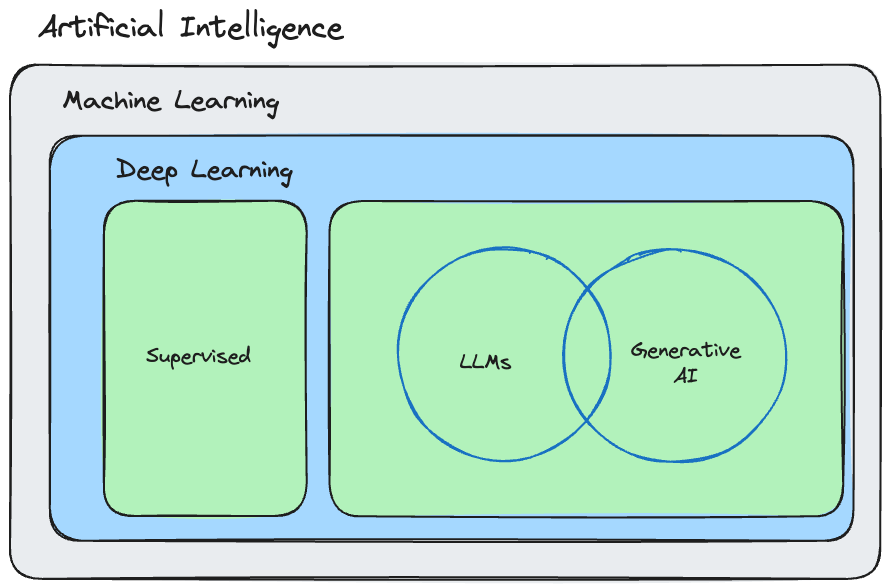 Artificial Intelligence
Machine Learning
Deep Learning
Supervised
LLMs
Generative
AI